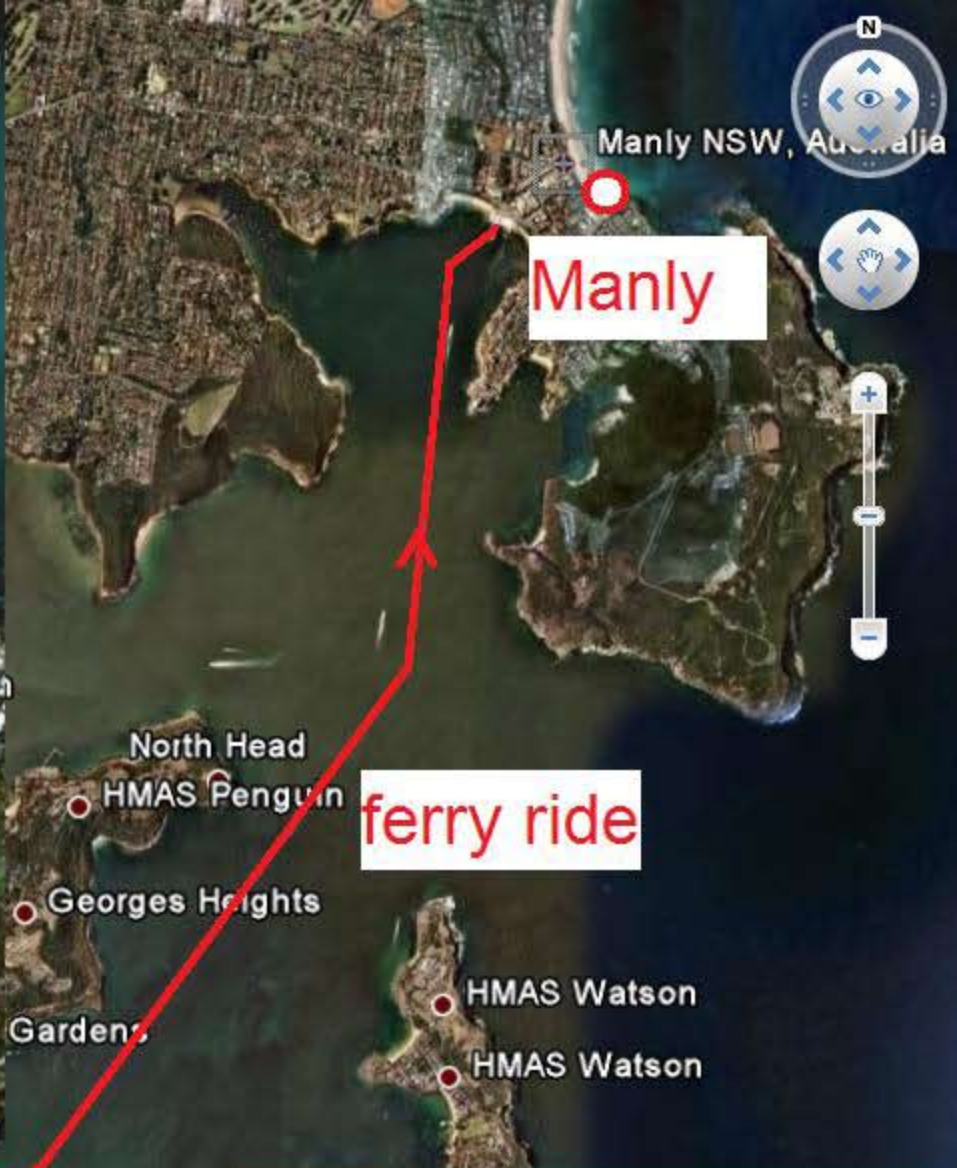 N
Manly NSW, Australia
Manly
North Head
HMAS Penguin
ferry ride
Georges Heights
HMAS Watson
Gardens
HMAS Watson